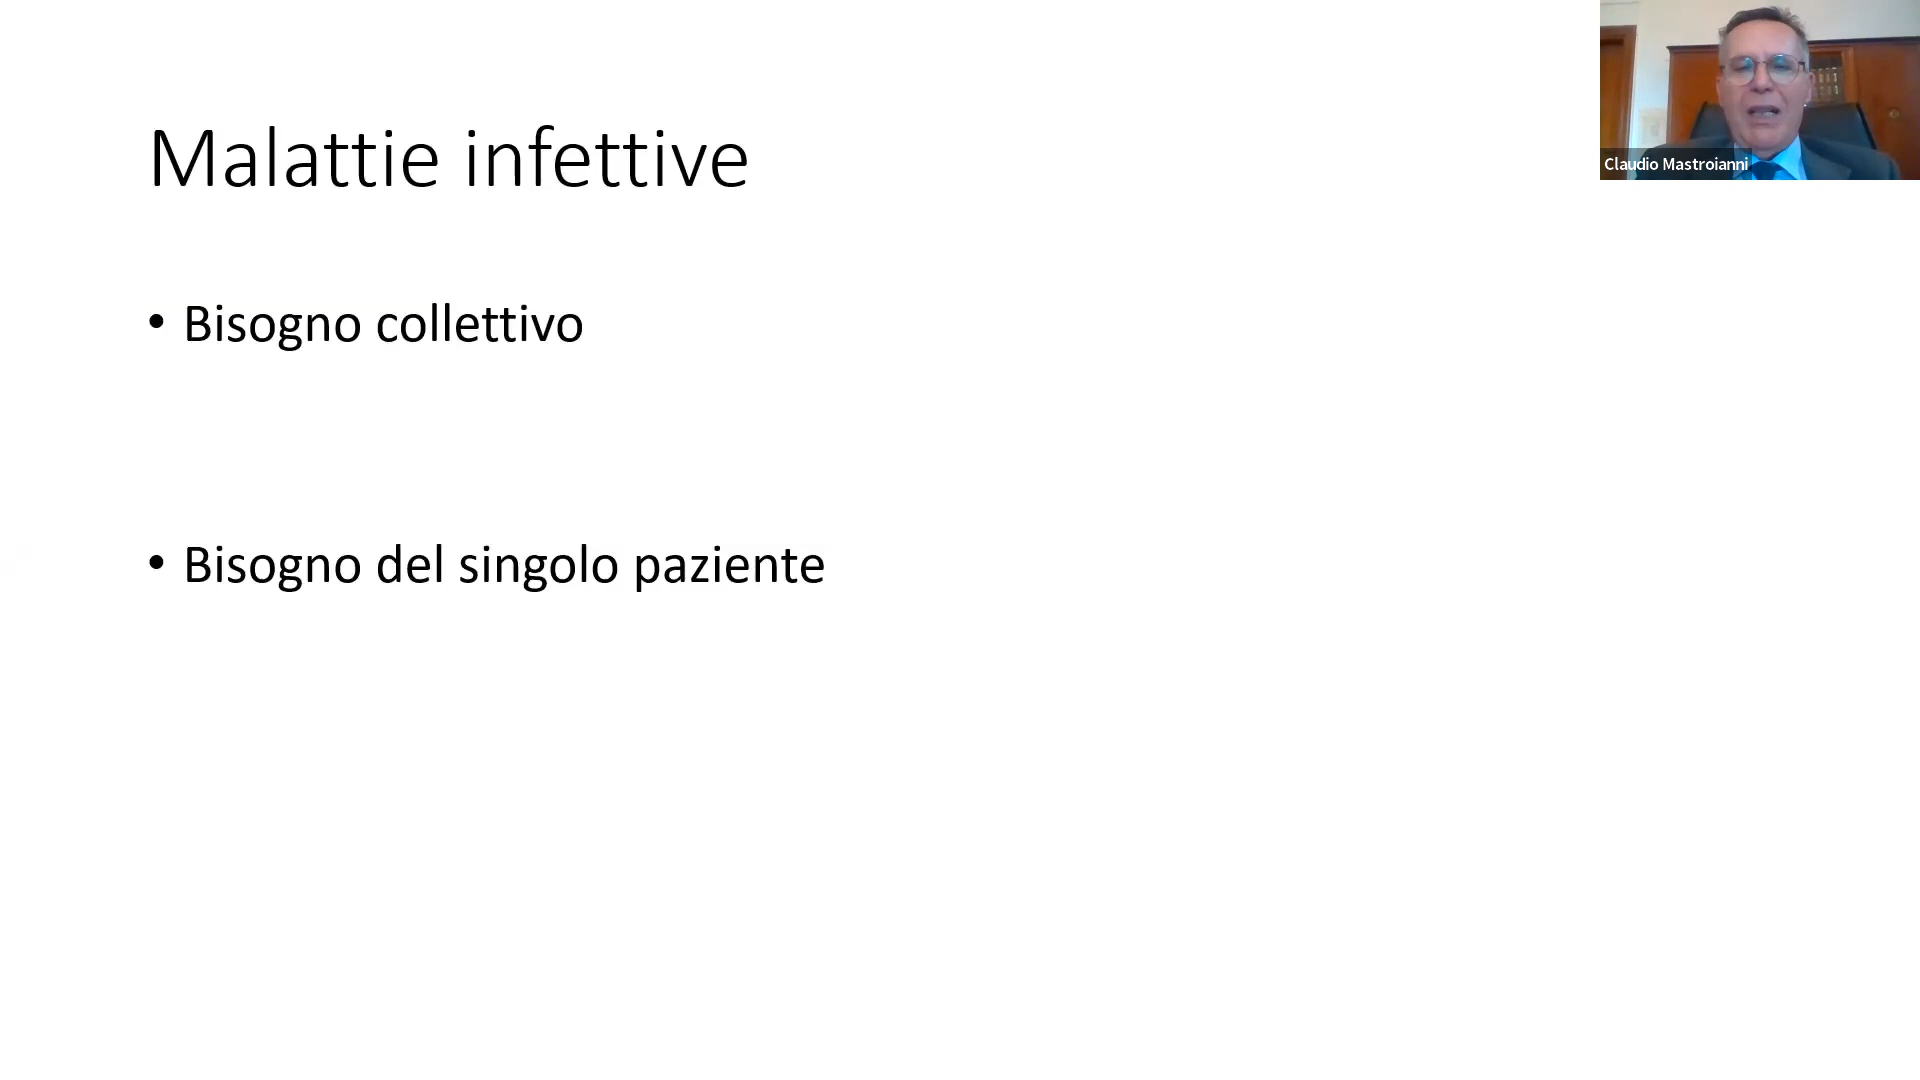 Malattie infettive
Claudio Mastroianni
• Bisogno collettivo
• Bisogno del singolo paziente